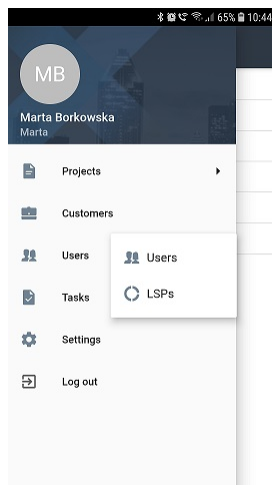 65% 10:44
MB
Marta Borkowska
Marta
Projects
Customers
Users
Users
Tasks
LSPs
Settings
Log out